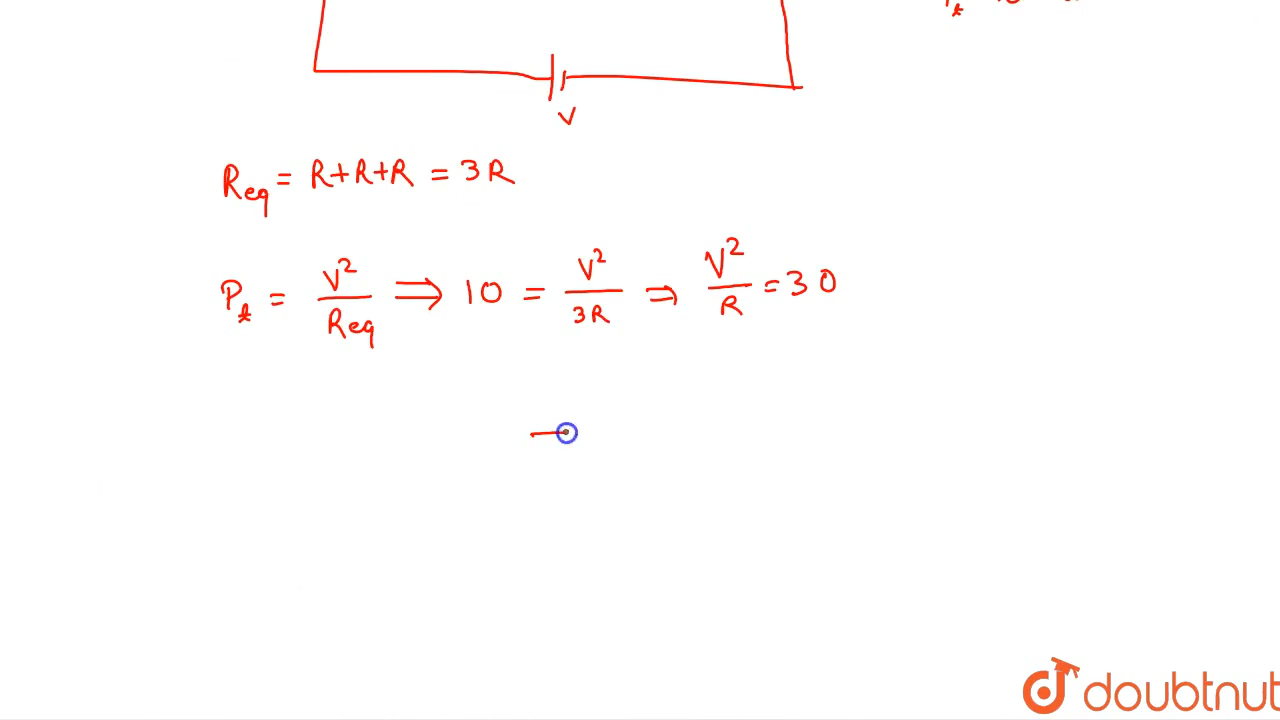 V
Req = R+R+R = 3R
Pt = V²/Req ⟹ 10 = V²/3R ⟹ V²/R = 30
doubtnut